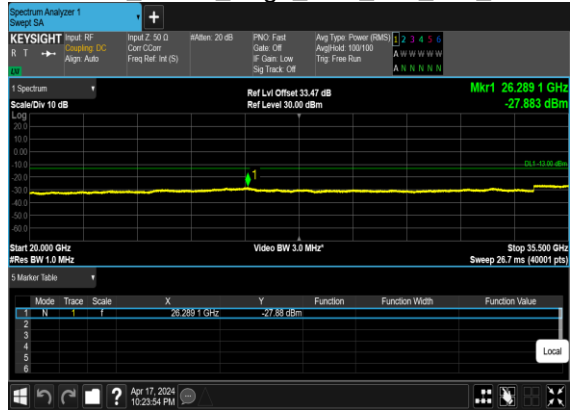 Spectrum Analyzer 1
Swept SA
+
KEYSIGHT Input: RF Input Z: 50 Ω #Atten: 20 dB PNO: Fast Avg Type: Power (RMS) 1 2 3 4 5 6
R T Coupling: DC Corr CCorr Gate: Off Avg|Hold: 100/100 A W W W W W
Align: Auto Freq Ref: Int (S) IF Gain: Low Trig: Free Run
Sig Track: Off A N N N N N
1 Spectrum Ref Lvl Offset 33.47 dB Mkr1 26.289 1 GHz
Scale/Div 10 dB Ref Level 30.00 dBm -27.883 dBm
Log
20.0
10.0
0.00
-10.0
DL1 -13.00 dBm
1
-20.0
-30.0
-40.0
-50.0
-60.0
Start 20.000 GHz Video BW 3.0 MHz* Stop 35.500 GHz
#Res BW 1.0 MHz Sweep 26.7 ms (40001 pts)
5 Marker Table
Mode Trace Scale X Y Function Function Width Function Value
1 N 1 f 26.289 1 GHz -27.88 dBm
2
3
4
5
6
Local
? Apr 17, 2024
10:23:54 PM